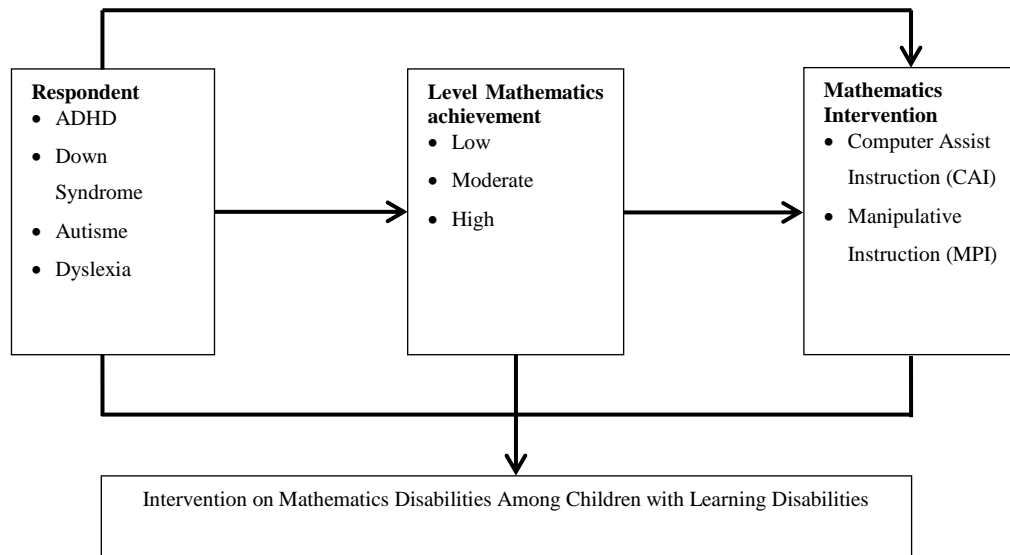 Respondent
• ADHD
• Down
Syndrome
• Autisme
• Dyslexia
Level Mathematics
achievement
• Low
• Moderate
• High
Mathematics
Intervention
• Computer Assist
Instruction (CAI)
• Manipulative
Instruction (MPI)
Intervention on Mathematics Disabilities Among Children with Learning Disabilities